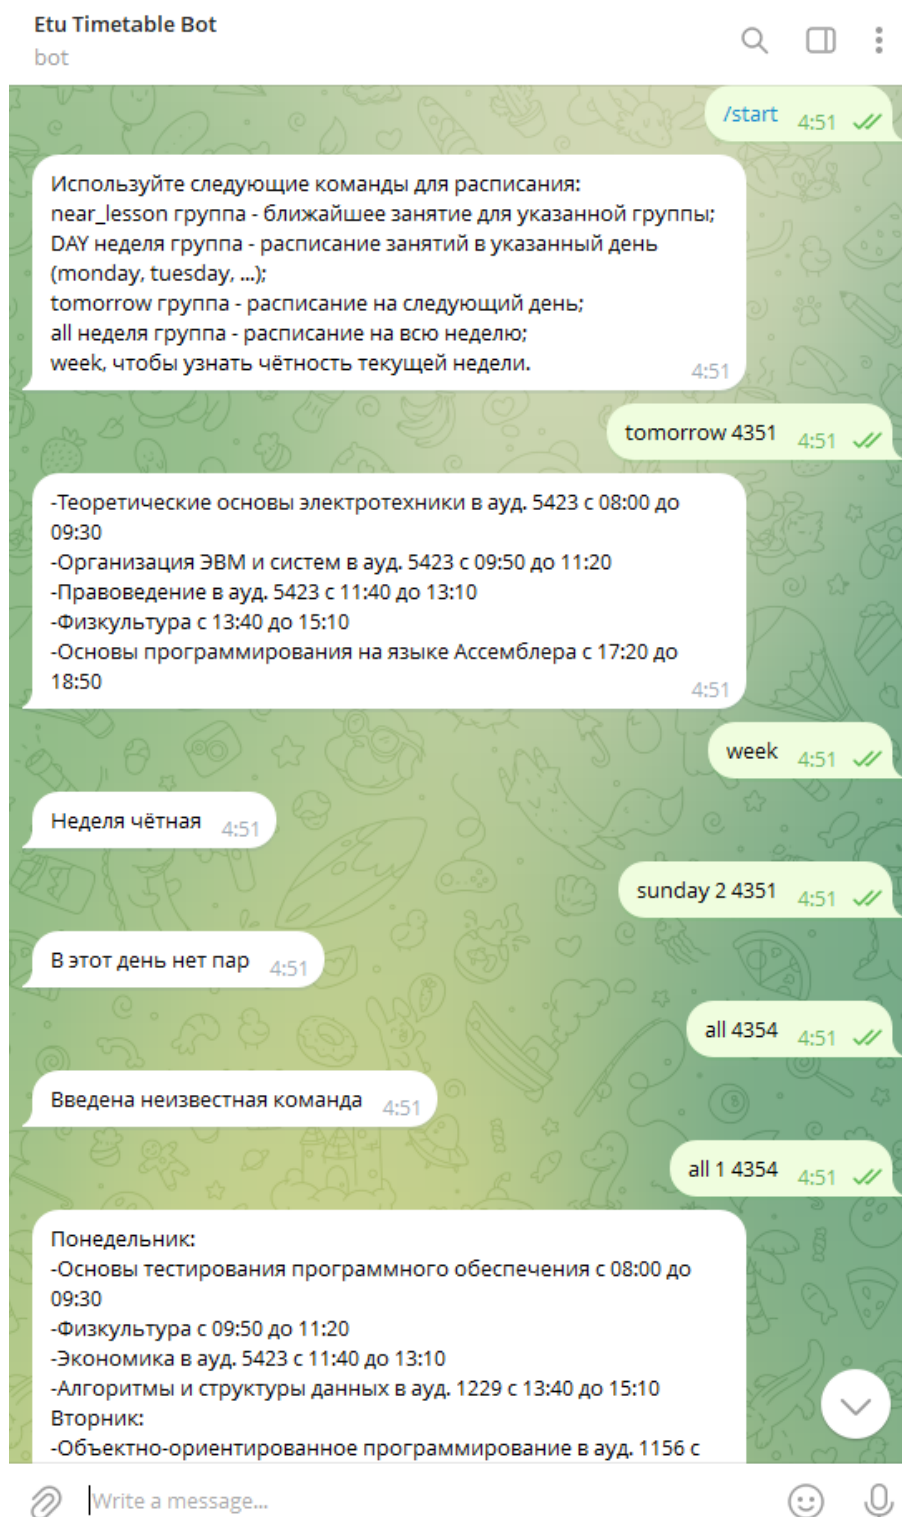 Etu Timetable Bot
bot
/start 4:51
Используйте следующие команды для расписания:
near_lesson группа - ближайшее занятие для указанной группы;
DAY неделя группа - расписание занятий в указанный день
(monday, tuesday, ...);
tomorrow группа - расписание на следующий день;
all неделя группа - расписание на всю неделю;
week, чтобы узнать чётность текущей недели. 4:51
tomorrow 4351 4:51
-Теоретические основы электротехники в ауд. 5423 с 08:00 до
09:30
-Организация ЭВМ и систем в ауд. 5423 с 09:50 до 11:20
-Правоведение в ауд. 5423 с 11:40 до 13:10
-Физкультура с 13:40 до 15:10
-Основы программирования на языке Ассемблера с 17:20 до
18:50 4:51
week 4:51
Неделя чётная 4:51
sunday 2 4351 4:51
В этот день нет пар 4:51
all 4354 4:51
Введена неизвестная команда 4:51
all 1 4354 4:51
Понедельник:
-Основы тестирования программного обеспечения с 08:00 до
09:30
-Физкультура с 09:50 до 11:20
-Экономика в ауд. 5423 с 11:40 до 13:10
-Алгоритмы и структуры данных в ауд. 1229 с 13:40 до 15:10
Вторник:
-Объектно-ориентированное программирование в ауд. 1156 с
Write a message...